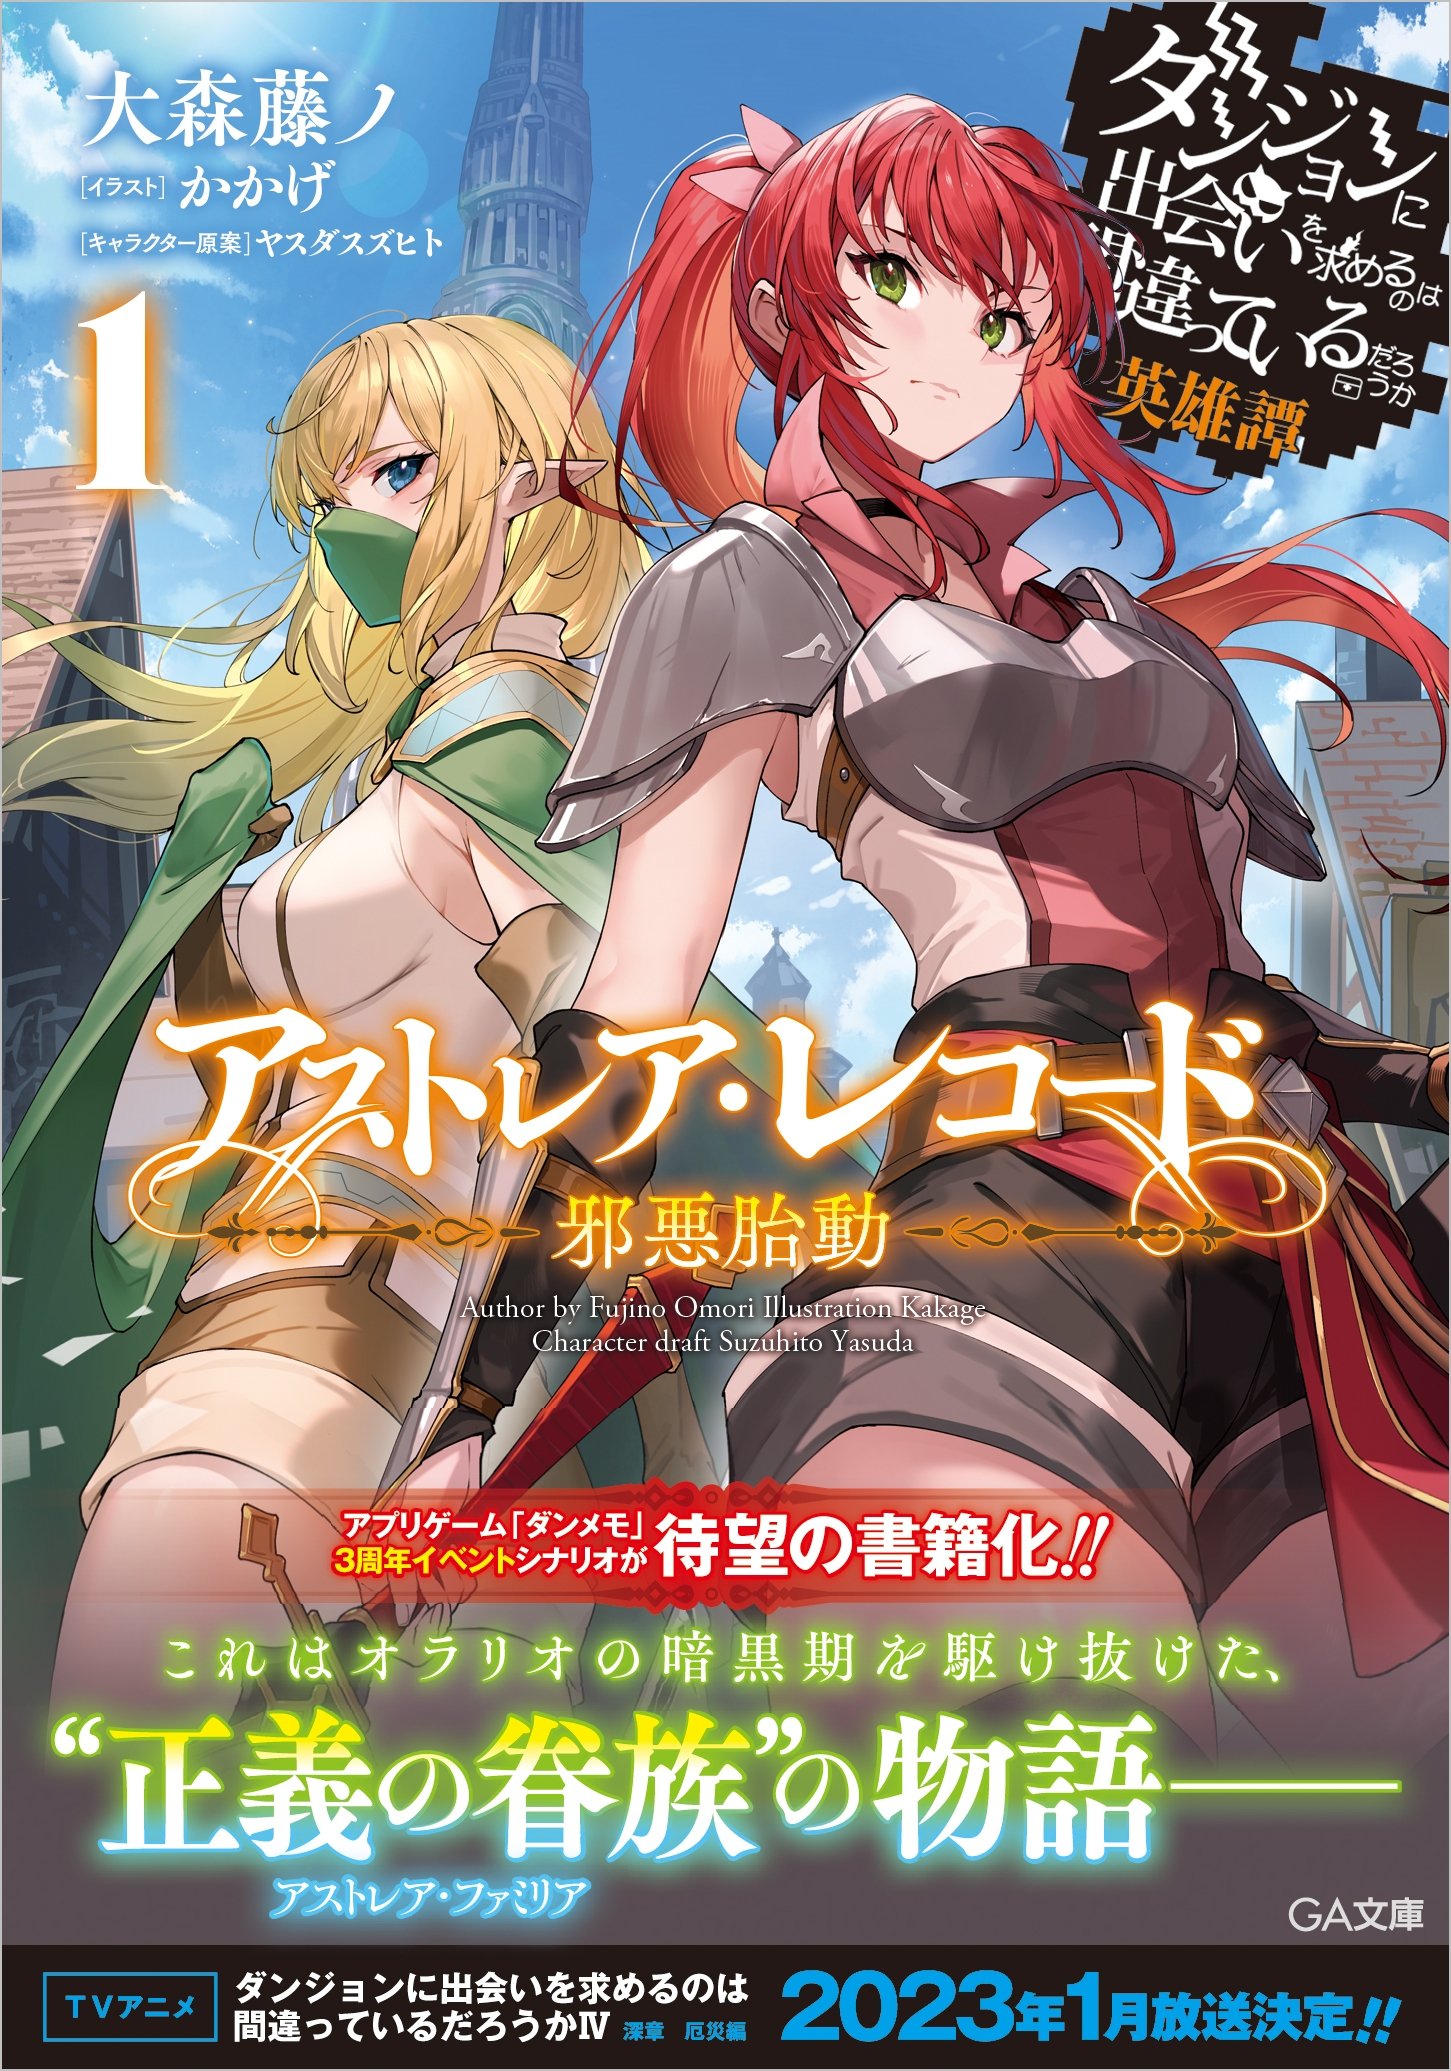 大森藤ノ
[イラスト] かかげ
[キャラクター原案] ヤスダスズヒト
1
ダンジョンに
出会いを求めるのは
間違っているだろうか
英雄譚
アストレア・レコード
邪悪胎動
Author by Fujino Omori Illustration Kakage
Character draft Suzuhito Yasuda
アプリゲーム「ダンメモ」
3周年イベントシナリオが
待望の書籍化!!
これはオラリオの暗黒期を駆け抜けた、
“正義の眷族”の物語――
アストレア・ファミリア
GA文庫
TVアニメ
ダンジョンに出会いを求めるのは
間違っているだろうかⅣ 深章 厄災編
2023年1月放送決定!!